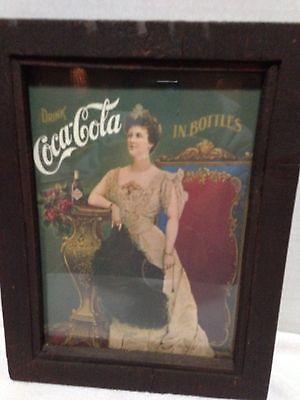 DRINK
Coca-Cola
IN BOTTLES